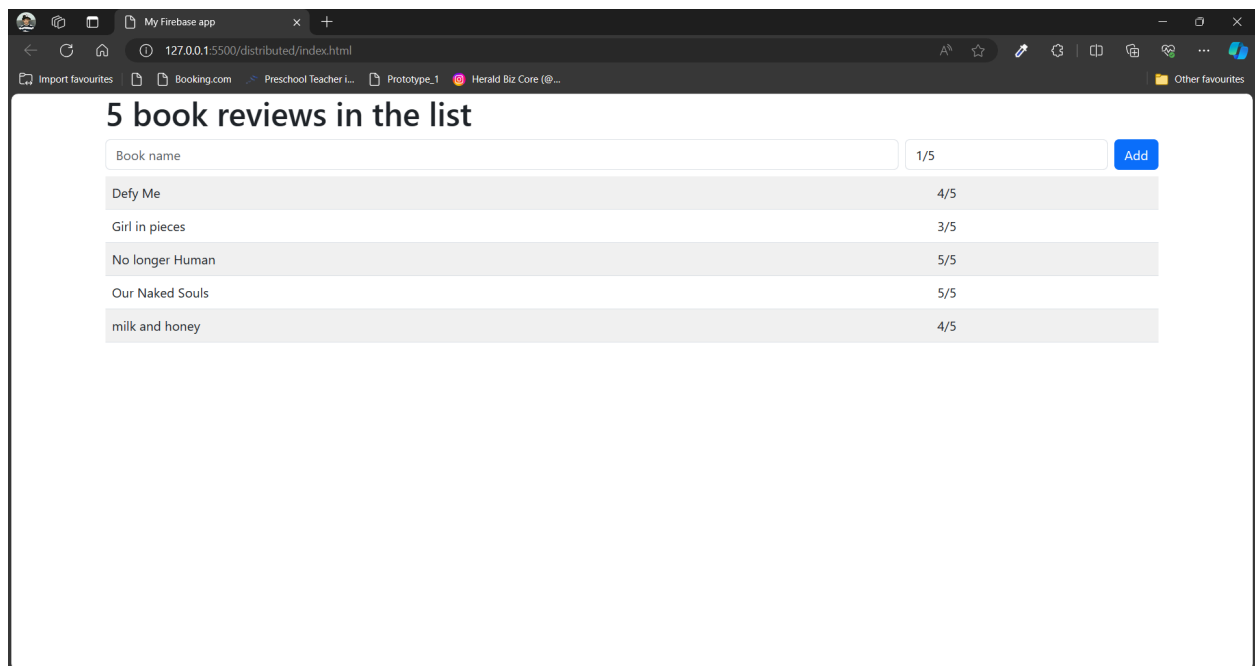 My Firebase app
127.0.0.1:5500/distributed/index.html
Import favourites Booking.com Preschool Teacher i... Prototype_1 Herald Biz Core (@... Other favourites
5 book reviews in the list
Book name 1/5 Add
Defy Me 4/5
Girl in pieces 3/5
No longer Human 5/5
Our Naked Souls 5/5
milk and honey 4/5